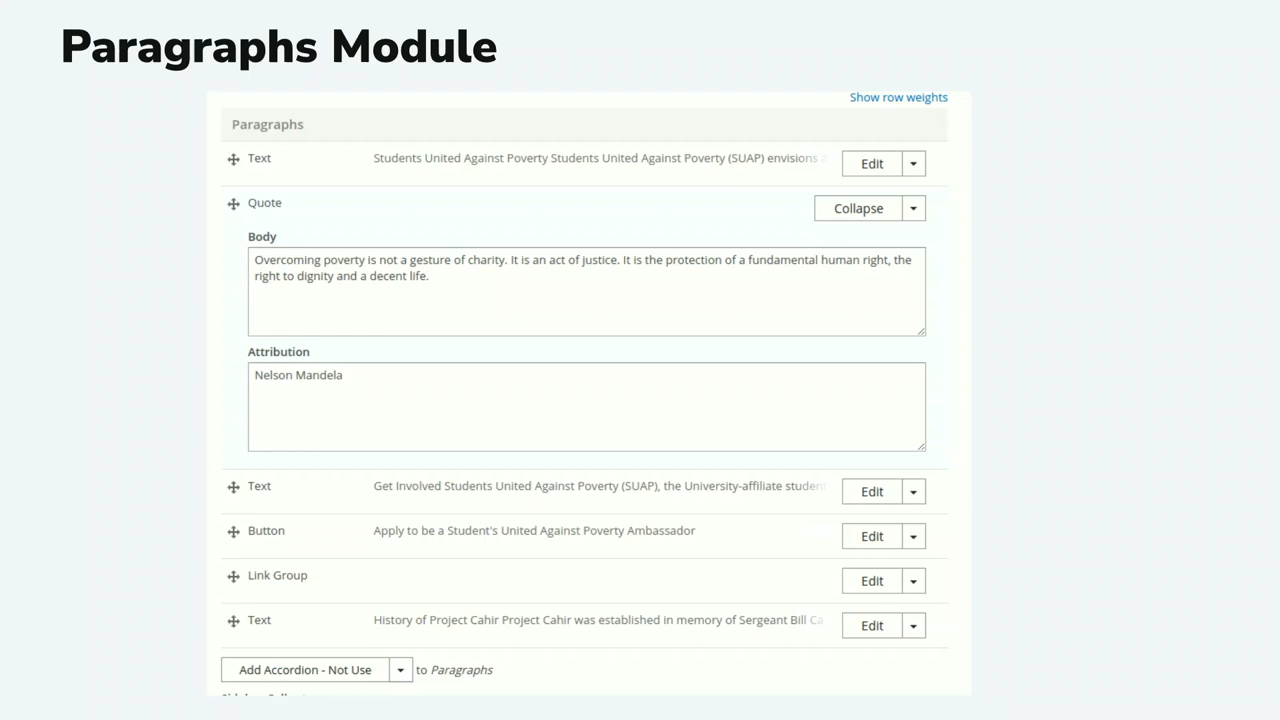 Paragraphs Module
Show row weights
Paragraphs
Text Students United Against Poverty Students United Against Poverty (SUAP) envisions Edit
Quote Collapse
Body
Overcoming poverty is not a gesture of charity. It is an act of justice. It is the protection of a fundamental human right, the
right to dignity and a decent life.
Attribution
Nelson Mandela
Text Get Involved Students United Against Poverty (SUAP), the University-affiliate student Edit
Button Apply to be a Student's United Against Poverty Ambassador Edit
Link Group Edit
Text History of Project Cahir Project Cahir was established in memory of Sergeant Bill Ca Edit
Add Accordion - Not Use to Paragraphs